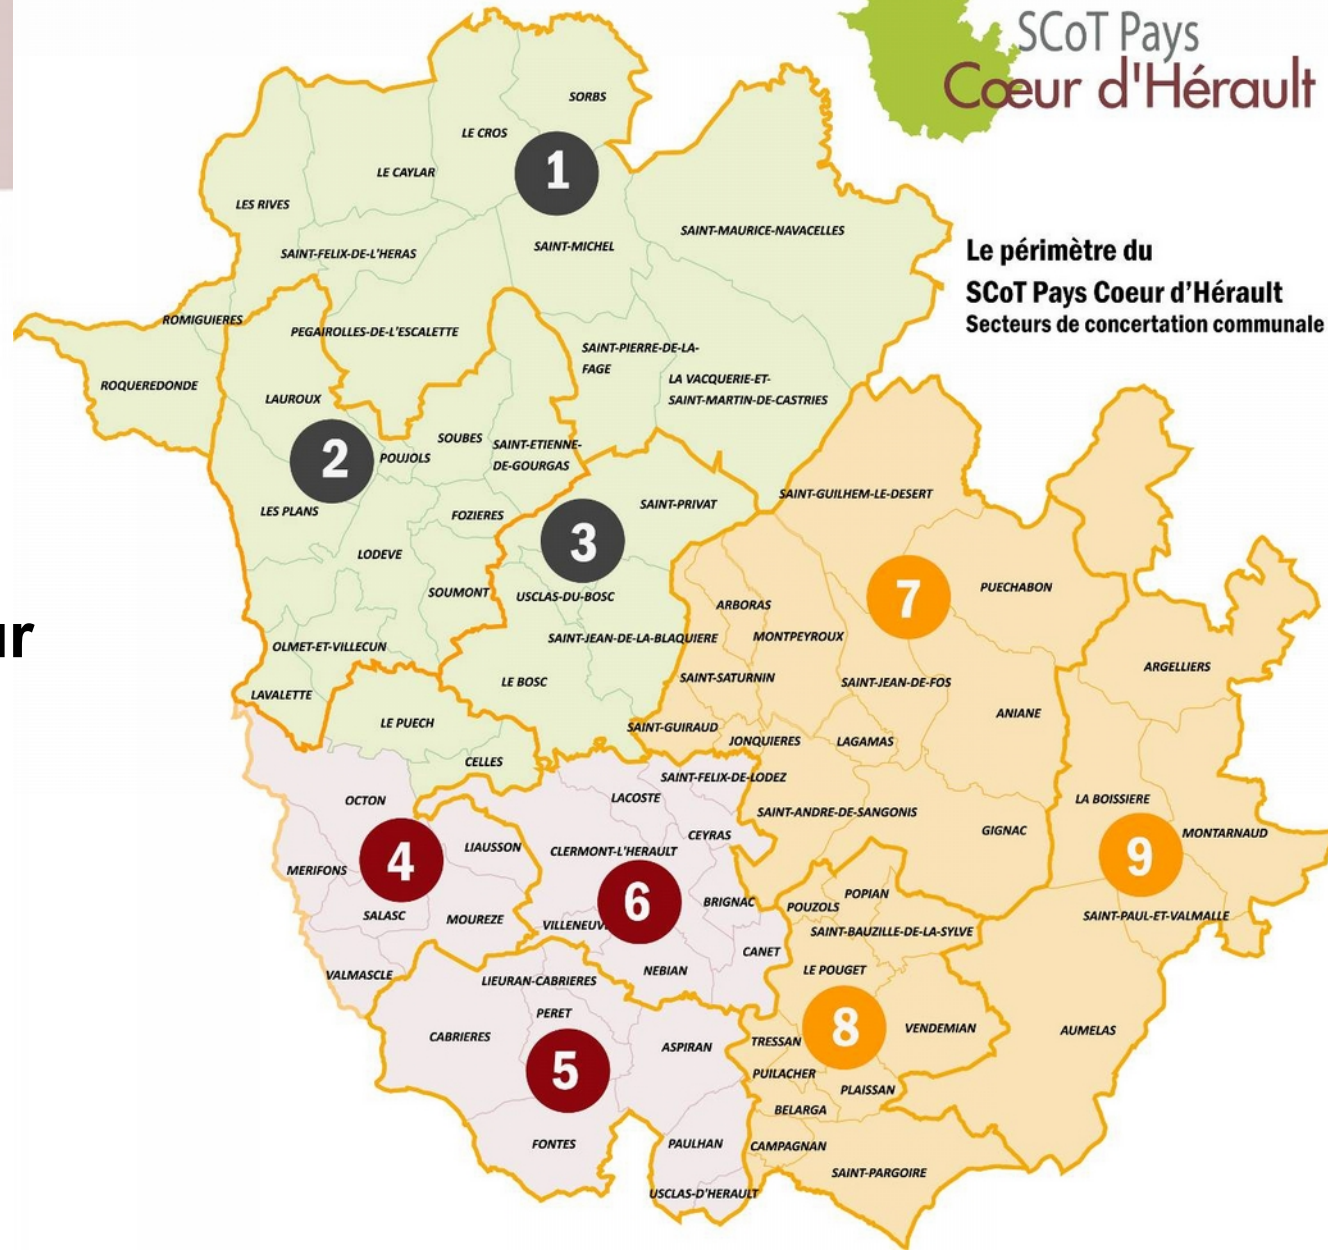 SCoT Pays
Cœur d'Hérault
Le périmètre du
SCoT Pays Coeur d'Hérault
Secteurs de concertation communale
SORBS
LE CROS
1
LE CAYLAR
LES RIVES
SAINT-MAURICE-NAVACELLES
SAINT-MICHEL
SAINT-FELIX-DE-L'HERAS
ROMIGUIERES
PEGAIROLLES-DE-L'ESCALETTE
SAINT-PIERRE-DE-LA-
FAGE
LA VACQUERIE-ET-
SAINT-MARTIN-DE-CASTRIES
ROQUEREDONDE
LAUROUX
2
POUJOLS
SOUBES
SAINT-ETIENNE-
DE-GOURGAS
LES PLANS
FOZIERES
SAINT-PRIVAT
SAINT-GUILHEM-LE-DESERT
3
LODEVE
SOUMONT
USCLAS-DU-BOSC
7
PUECHABON
ARBORAS
MONTPEYROUX
SAINT-JEAN-DE-LA-BLAQUIERE
ur
OLMET-ET-VILLECUN
LE BOSC
SAINT-SATURNIN
SAINT-JEAN-DE-FOS
ARGELLIERS
LAVALETTE
LE PUECH
SAINT-GUIRAUD
JONQUIERES
LAGAMAS
ANIANE
CELLES
SAINT-FELIX-DE-LODEZ
OCTON
LACOSTE
SAINT-ANDRE-DE-SANGONIS
LA BOISSIERE
GIGNAC
MONTARNAUD
CEYRAS
LIAUSSON
CLERMONT-L'HERAULT
4
MERIFONS
9
6
BRIGNAC
POUZOLS
POPIAN
SALASC
MOUREZE
VILLENEUV
SAINT-PAUL-ET-VALMALLE
SAINT-BAUZILLE-DE-LA-SYLVE
CANET
VALMASCLE
LIEURAN-CABRIERES
NEBIAN
LE POUGET
PERET
CABRIERES
ASPIRAN
TRESSAN
8
VENDEMIAN
AUMELAS
5
PUILACHER
PLAISSAN
BELARGA
FONTES
PAULHAN
CAMPAGNAN
SAINT-PARGOIRE
USCLAS-D'HERAULT